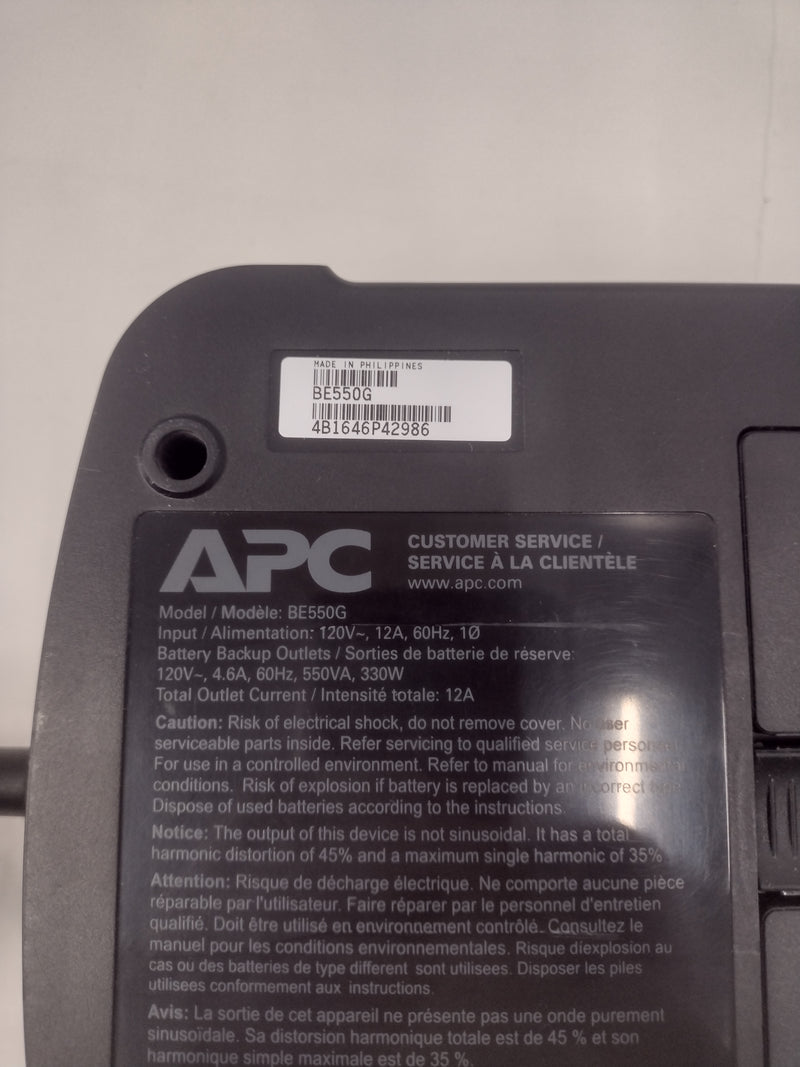 MADE IN PHILIPPINES
BE550G
4B1646P42986
APC
CUSTOMER SERVICE /
SERVICE À LA CLIENTÈLE
www.apc.com
Model / Modèle: BE550G
Input / Alimentation: 120V~, 12A, 60Hz, 1Ø
Battery Backup Outlets / Sorties de batterie de réserve:
120V~, 4.6A, 60Hz, 550VA, 330W
Total Outlet Current / Intensité totale: 12A
Caution: Risk of electrical shock, do not remove cover. No user
serviceable parts inside. Refer servicing to qualified service personnel.
For use in a controlled environment. Refer to manual for environmental
conditions. Risk of explosion if battery is replaced by an incorrect type.
Dispose of used batteries according to the instructions.
Notice: The output of this device is not sinusoidal. It has a total
harmonic distortion of 45% and a maximum single harmonic of 35%
Attention: Risque de décharge électrique. Ne comporte aucune pièce
réparable par l'utilisateur. Faire réparer par le personnel d'entretien
qualifié. Doit être utilisé en environnement contrôlé. Consultez le
manuel pour les conditions environnementales. Risque diexplosion au
cas ou des batteries de type different sont utilisees. Disposer les piles
utilisees conformement aux instructions.
Avis: La sortie de cet appareil ne présente pas une onde purement
sinusoïdale. Sa distorsion harmonique totale est de 45 % et son
harmonique simple maximale est de 35 %.